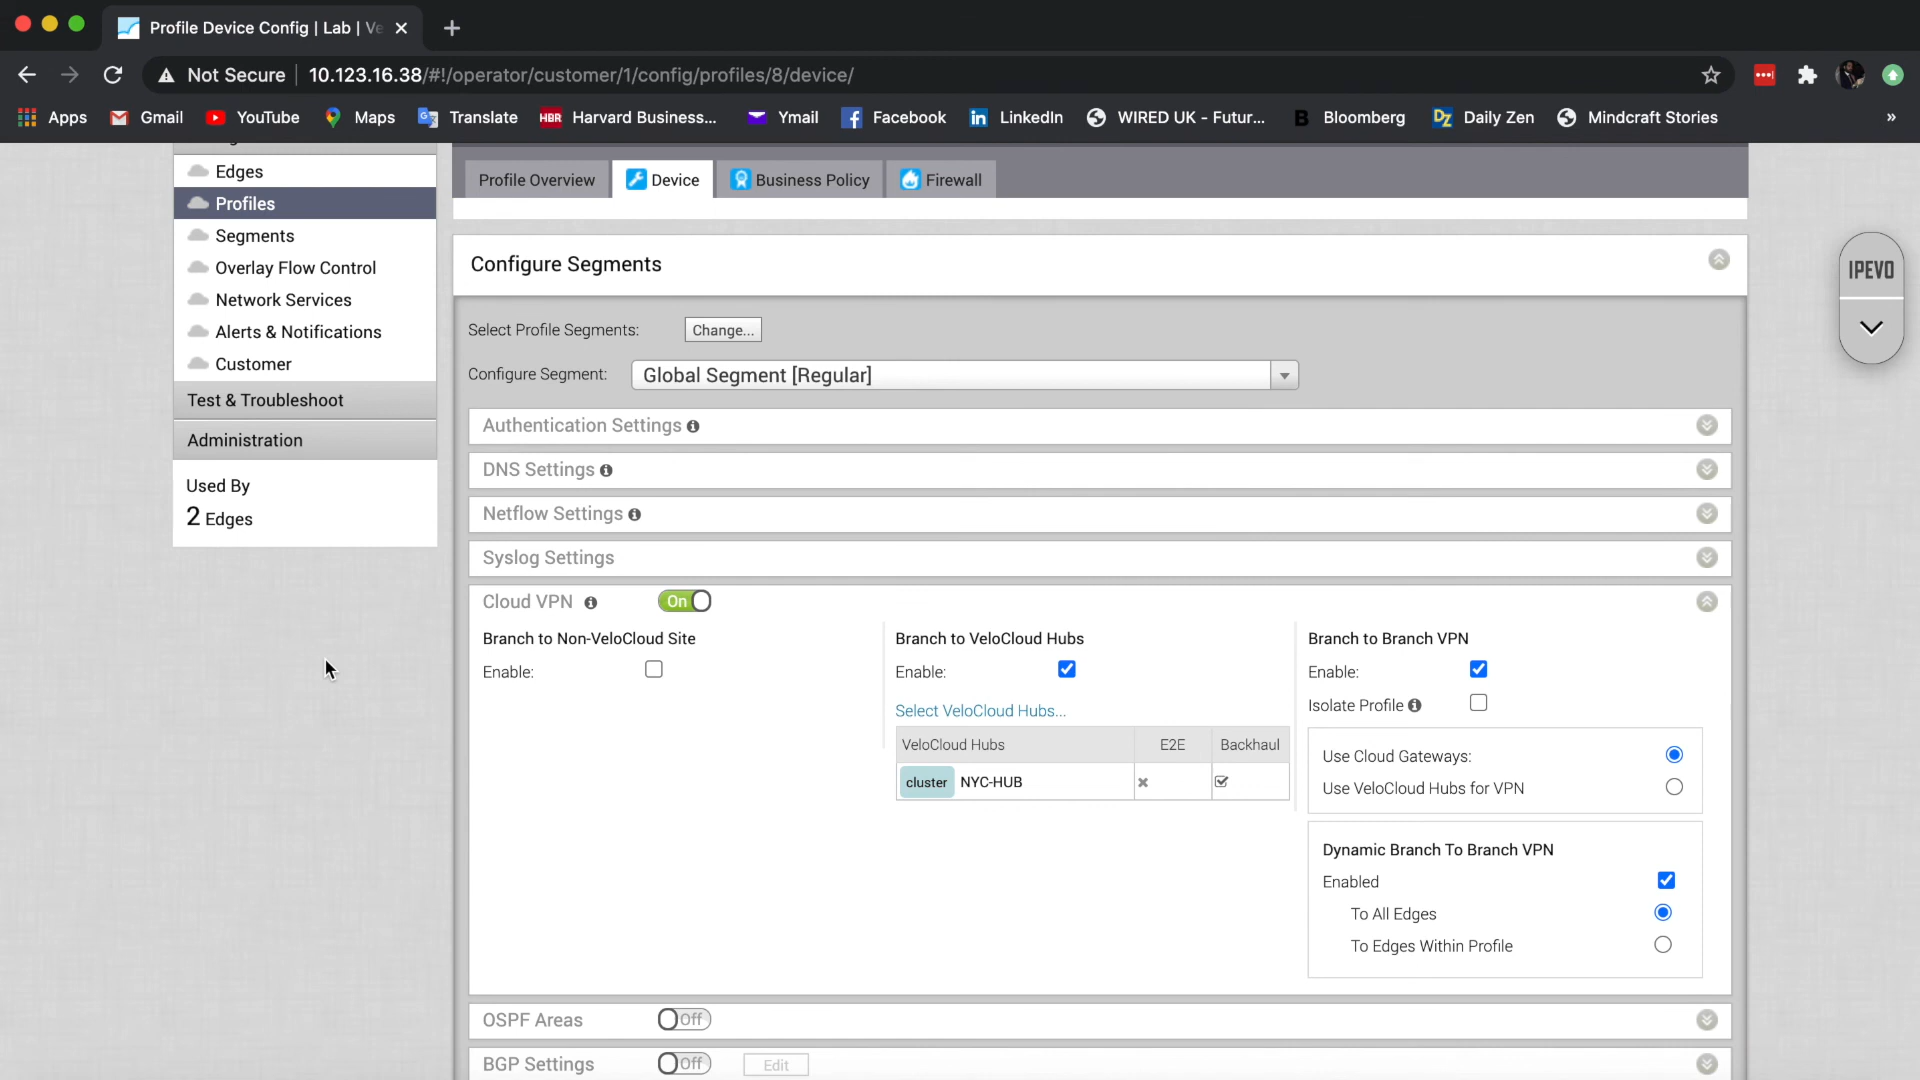 Profile Device Config | Lab | Ve
Not Secure
10.123.16.38/#!/operator/customer/1/config/profiles/8/device/
Apps
Gmail
YouTube
Maps
Translate
HBR
Harvard Business...
Ymail
Facebook
LinkedIn
WIRED UK - Futur...
B
Bloomberg
DZ
Daily Zen
Mindcraft Stories
»
Edges
Profiles
Segments
Overlay Flow Control
Network Services
Alerts & Notifications
Customer
Test & Troubleshoot
Administration
Used By
2 Edges
Profile Overview
Device
Business Policy
Firewall
Configure Segments
Select Profile Segments:
Change...
Configure Segment:
Global Segment [Regular]
Authentication Settings
DNS Settings
Netflow Settings
Syslog Settings
Cloud VPN
On
Branch to Non-VeloCloud Site
Enable:
Branch to VeloCloud Hubs
Enable:
Select VeloCloud Hubs...
VeloCloud Hubs
E2E
Backhaul
cluster
NYC-HUB
Branch to Branch VPN
Enable:
Isolate Profile
Use Cloud Gateways:
Use VeloCloud Hubs for VPN
Dynamic Branch To Branch VPN
Enabled
To All Edges
To Edges Within Profile
OSPF Areas
Off
BGP Settings
Off
Edit
IPEVO